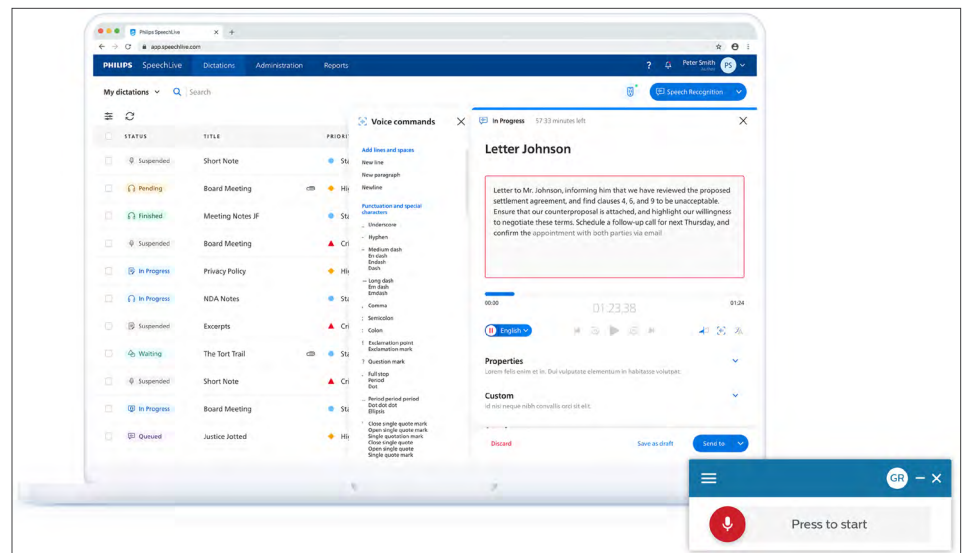 Philips SpeechLive
app.speechlive.com
PHILIPS SpeechLive Dictations Administration Reports ? Peter Smith PS
My dictations Search Speech Recognition
STATUS TITLE
Suspended Short Note Sta
Pending Board Meeting Hi
Finished Meeting Notes JF Sta
Suspended Board Meeting Cri
In Progress Privacy Policy Hi
In Progress NDA Notes Sta
Suspended Excerpts Cri
Waiting The Tort Trail Sta
Suspended Short Note Cri
In Progress Board Meeting Sta
Queued Justice Jotted Hi
Voice commands
Add lines and spaces
New line
New paragraph
Newline
Punctuation and special
characters
_ Underscore
- Hyphen
– Medium dash
En dash
Endash
Dash
— Long dash
Em dash
Emdash
, Comma
; Semicolon
: Colon
! Exclamation point
Exclamation mark
? Question mark
. Full stop
Period
Dot
... Period period period
Dot dot dot
Ellipsis
' Close single quote mark
Open single quote mark
Single quotation mark
Close single quote
Open single quote
Single quote mark
In Progress 57:33 minutes left
Letter Johnson
Letter to Mr. Johnson, informing him that we have reviewed the proposed
settlement agreement, and find clauses 4, 6, and 9 to be unacceptable.
Ensure that our counterproposal is attached, and highlight our willingness
to negotiate these terms. Schedule a follow-up call for next Thursday, and
confirm the appointment with both parties via email
00:00 01:23.38 01:24
English
Properties
Lorem felis enim et in. Dui vulputate elementum in habitasse volutpat.
Custom
Id nisi neque nibh convallis orci sit elit.
Discard Save as draft Send to
GR
Press to start